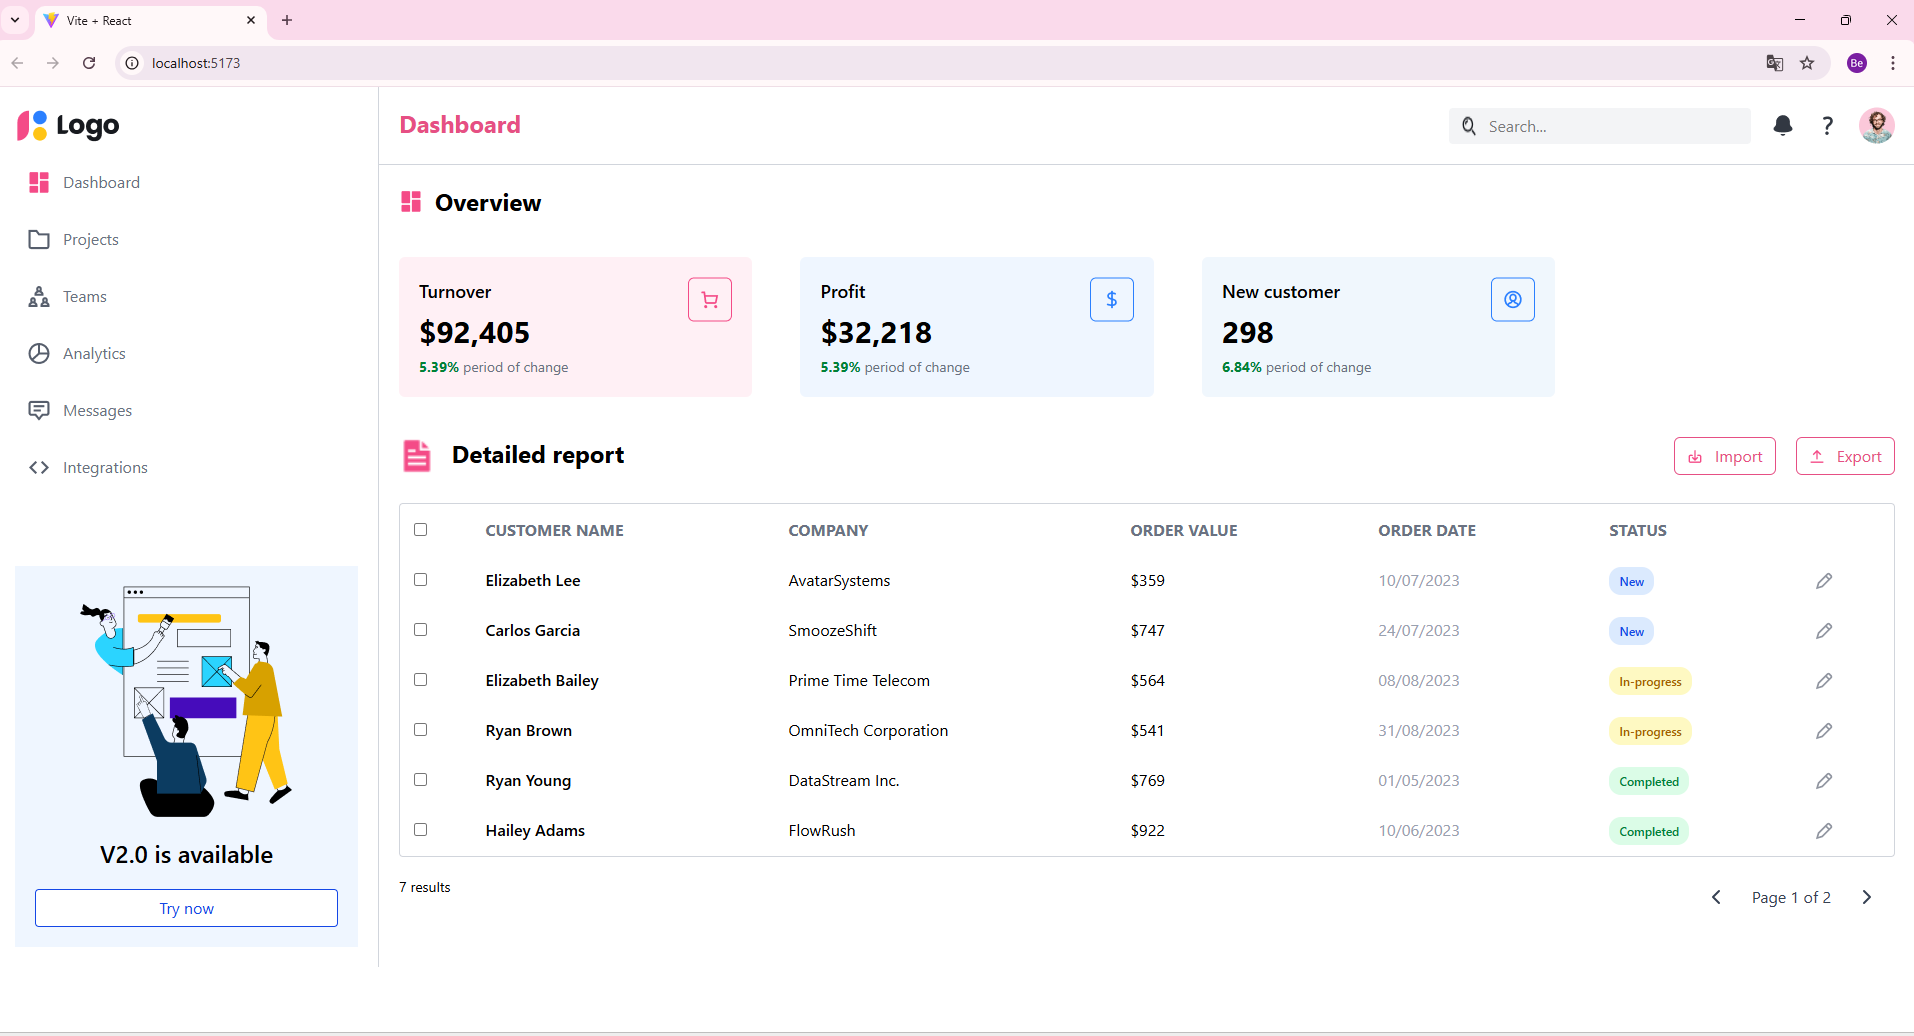 Vite + React
localhost:5173
Be
Logo
Dashboard
Search...
?
Dashboard
Projects
Teams
Analytics
Messages
Integrations
Overview
Turnover
$92,405
5.39% period of change
Profit
$
$32,218
5.39% period of change
New customer
298
6.84% period of change
Detailed report
Import
Export
CUSTOMER NAME COMPANY ORDER VALUE ORDER DATE STATUS
Elizabeth Lee AvatarSystems $359 10/07/2023 New
Carlos Garcia SmoozeShift $747 24/07/2023 New
Elizabeth Bailey Prime Time Telecom $564 08/08/2023 In-progress
Ryan Brown OmniTech Corporation $541 31/08/2023 In-progress
Ryan Young DataStream Inc. $769 01/05/2023 Completed
Hailey Adams FlowRush $922 10/06/2023 Completed
7 results
Page 1 of 2
V2.0 is available
Try now